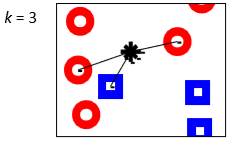 k = 3